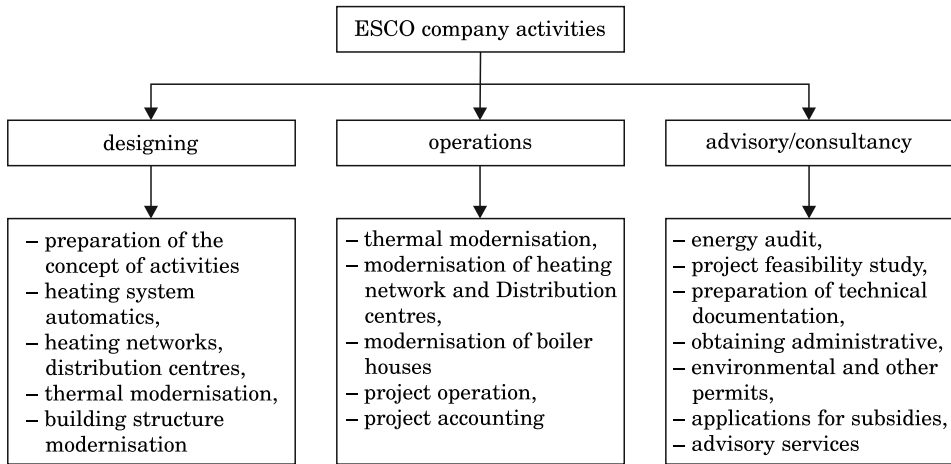 ESCO company activities
designing
operations
advisory/consultancy
– preparation of the
concept of activities
– heating system
automatics,
– heating networks,
distribution centres,
– thermal modernisation,
– building structure
modernisation
– thermal modernisation,
– modernisation of heating
network and Distribution
centres,
– modernisation of boiler
houses
– project operation,
– project accounting
– energy audit,
– project feasibility study,
– preparation of technical
documentation,
– obtaining administrative,
– environmental and other
permits,
– applications for subsidies,
– advisory services